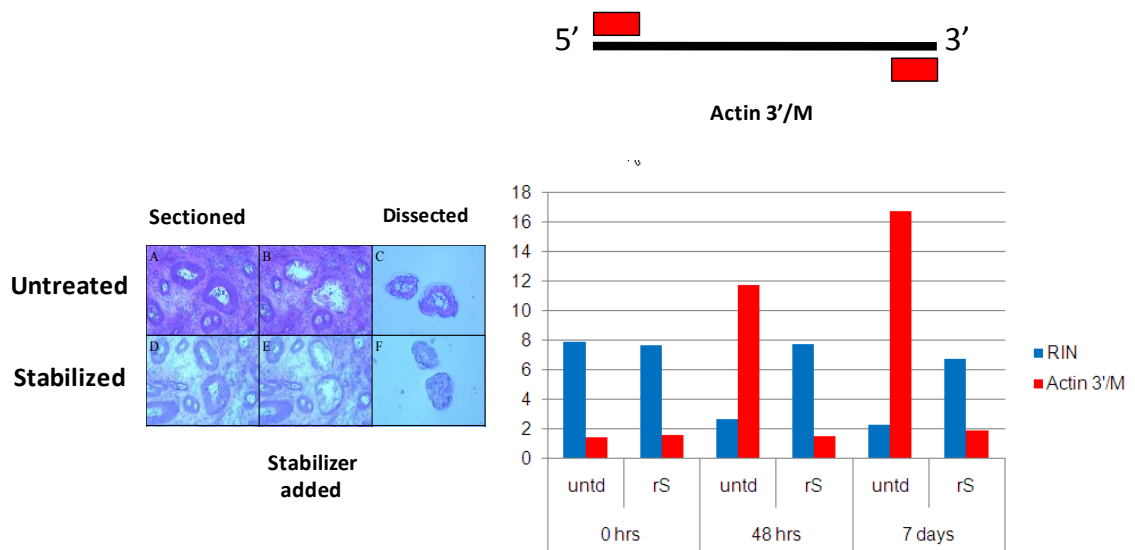 5’ 3’
Actin 3’/M
Sectioned Dissected
Untreated
A B C
Stabilized
D E F
Stabilizer
added
18
16
14
12
10
8
6
4
2
0
untd rS untd rS untd rS
0 hrs 48 hrs 7 days
RIN
Actin 3'/M